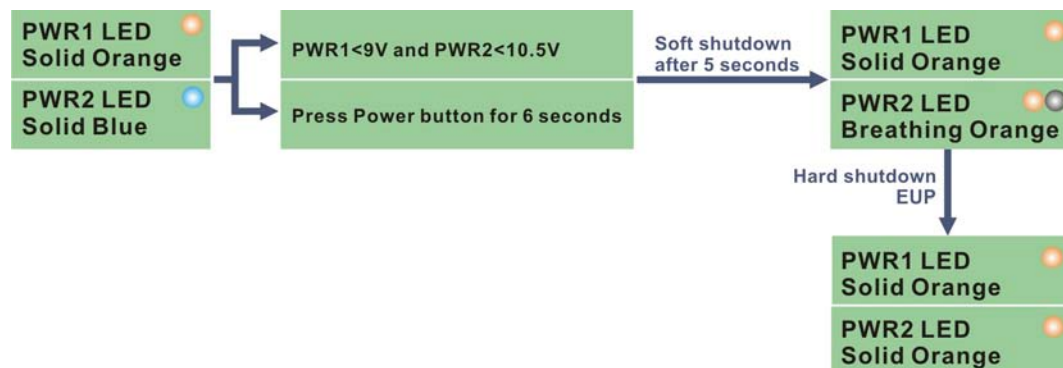 PWR1 LED
Solid Orange
PWR2 LED
Solid Blue
PWR1<9V and PWR2<10.5V
Press Power button for 6 seconds
Soft shutdown
after 5 seconds
PWR1 LED
Solid Orange
PWR2 LED
Breathing Orange
Hard shutdown
EUP
PWR1 LED
Solid Orange
PWR2 LED
Solid Orange